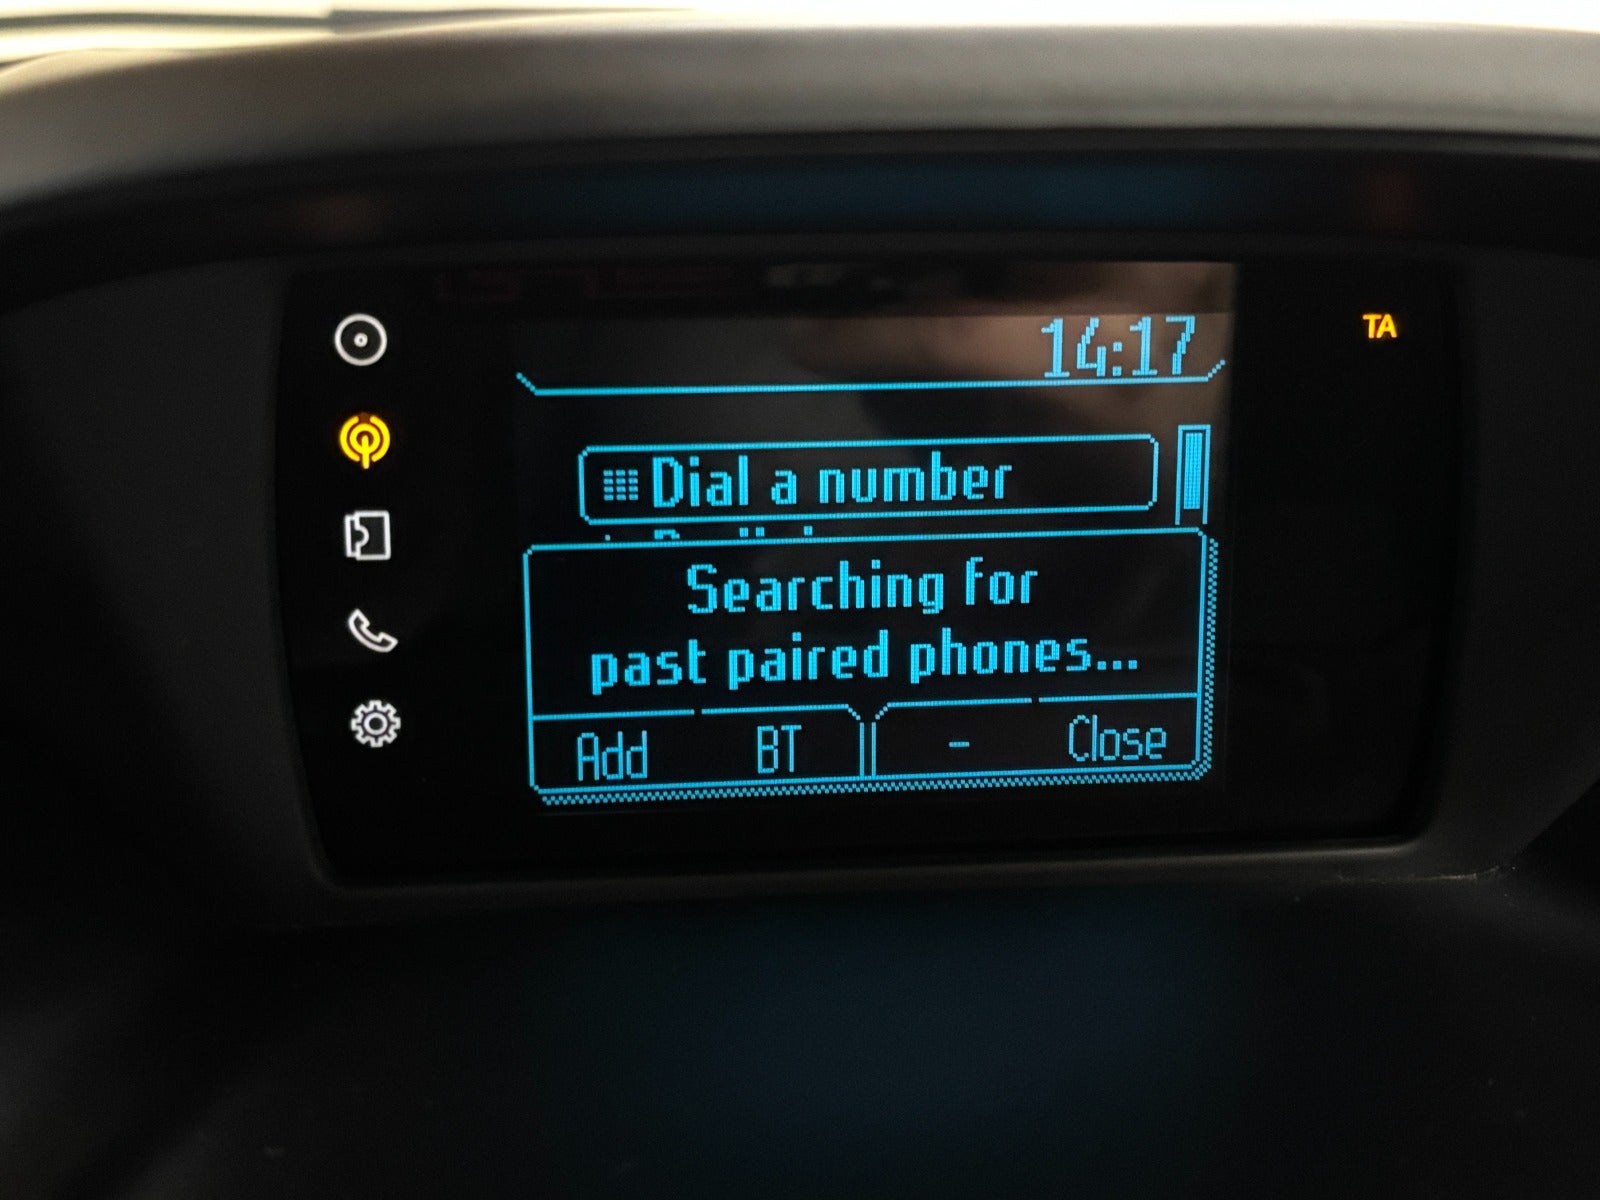 14:17
TA
Dial a number
Searching for
past paired phones...
Add BT - Close